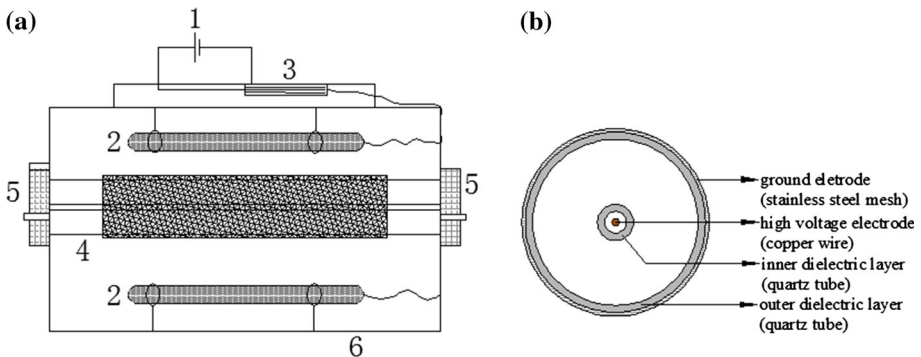 (a)
1
(b)
3
2
5
5
4
2
6
ground eletrode
(stainless steel mesh)
high voltage electrode
(copper wire)
inner dielectric layer
(quartz tube)
outer dielectric layer
(quartz tube)